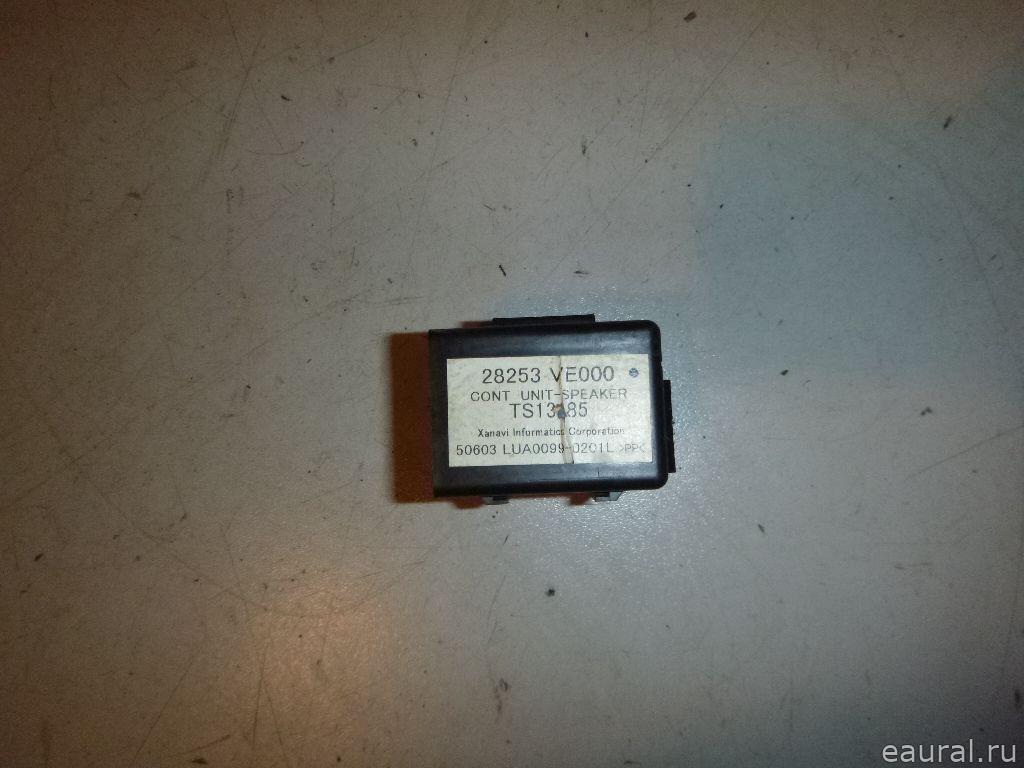 28253 VE000
CONT UNIT-SPEAKER
Xanavi Informatics Corporation
50603 LUA0099-0201L >PP<
eaural.ru